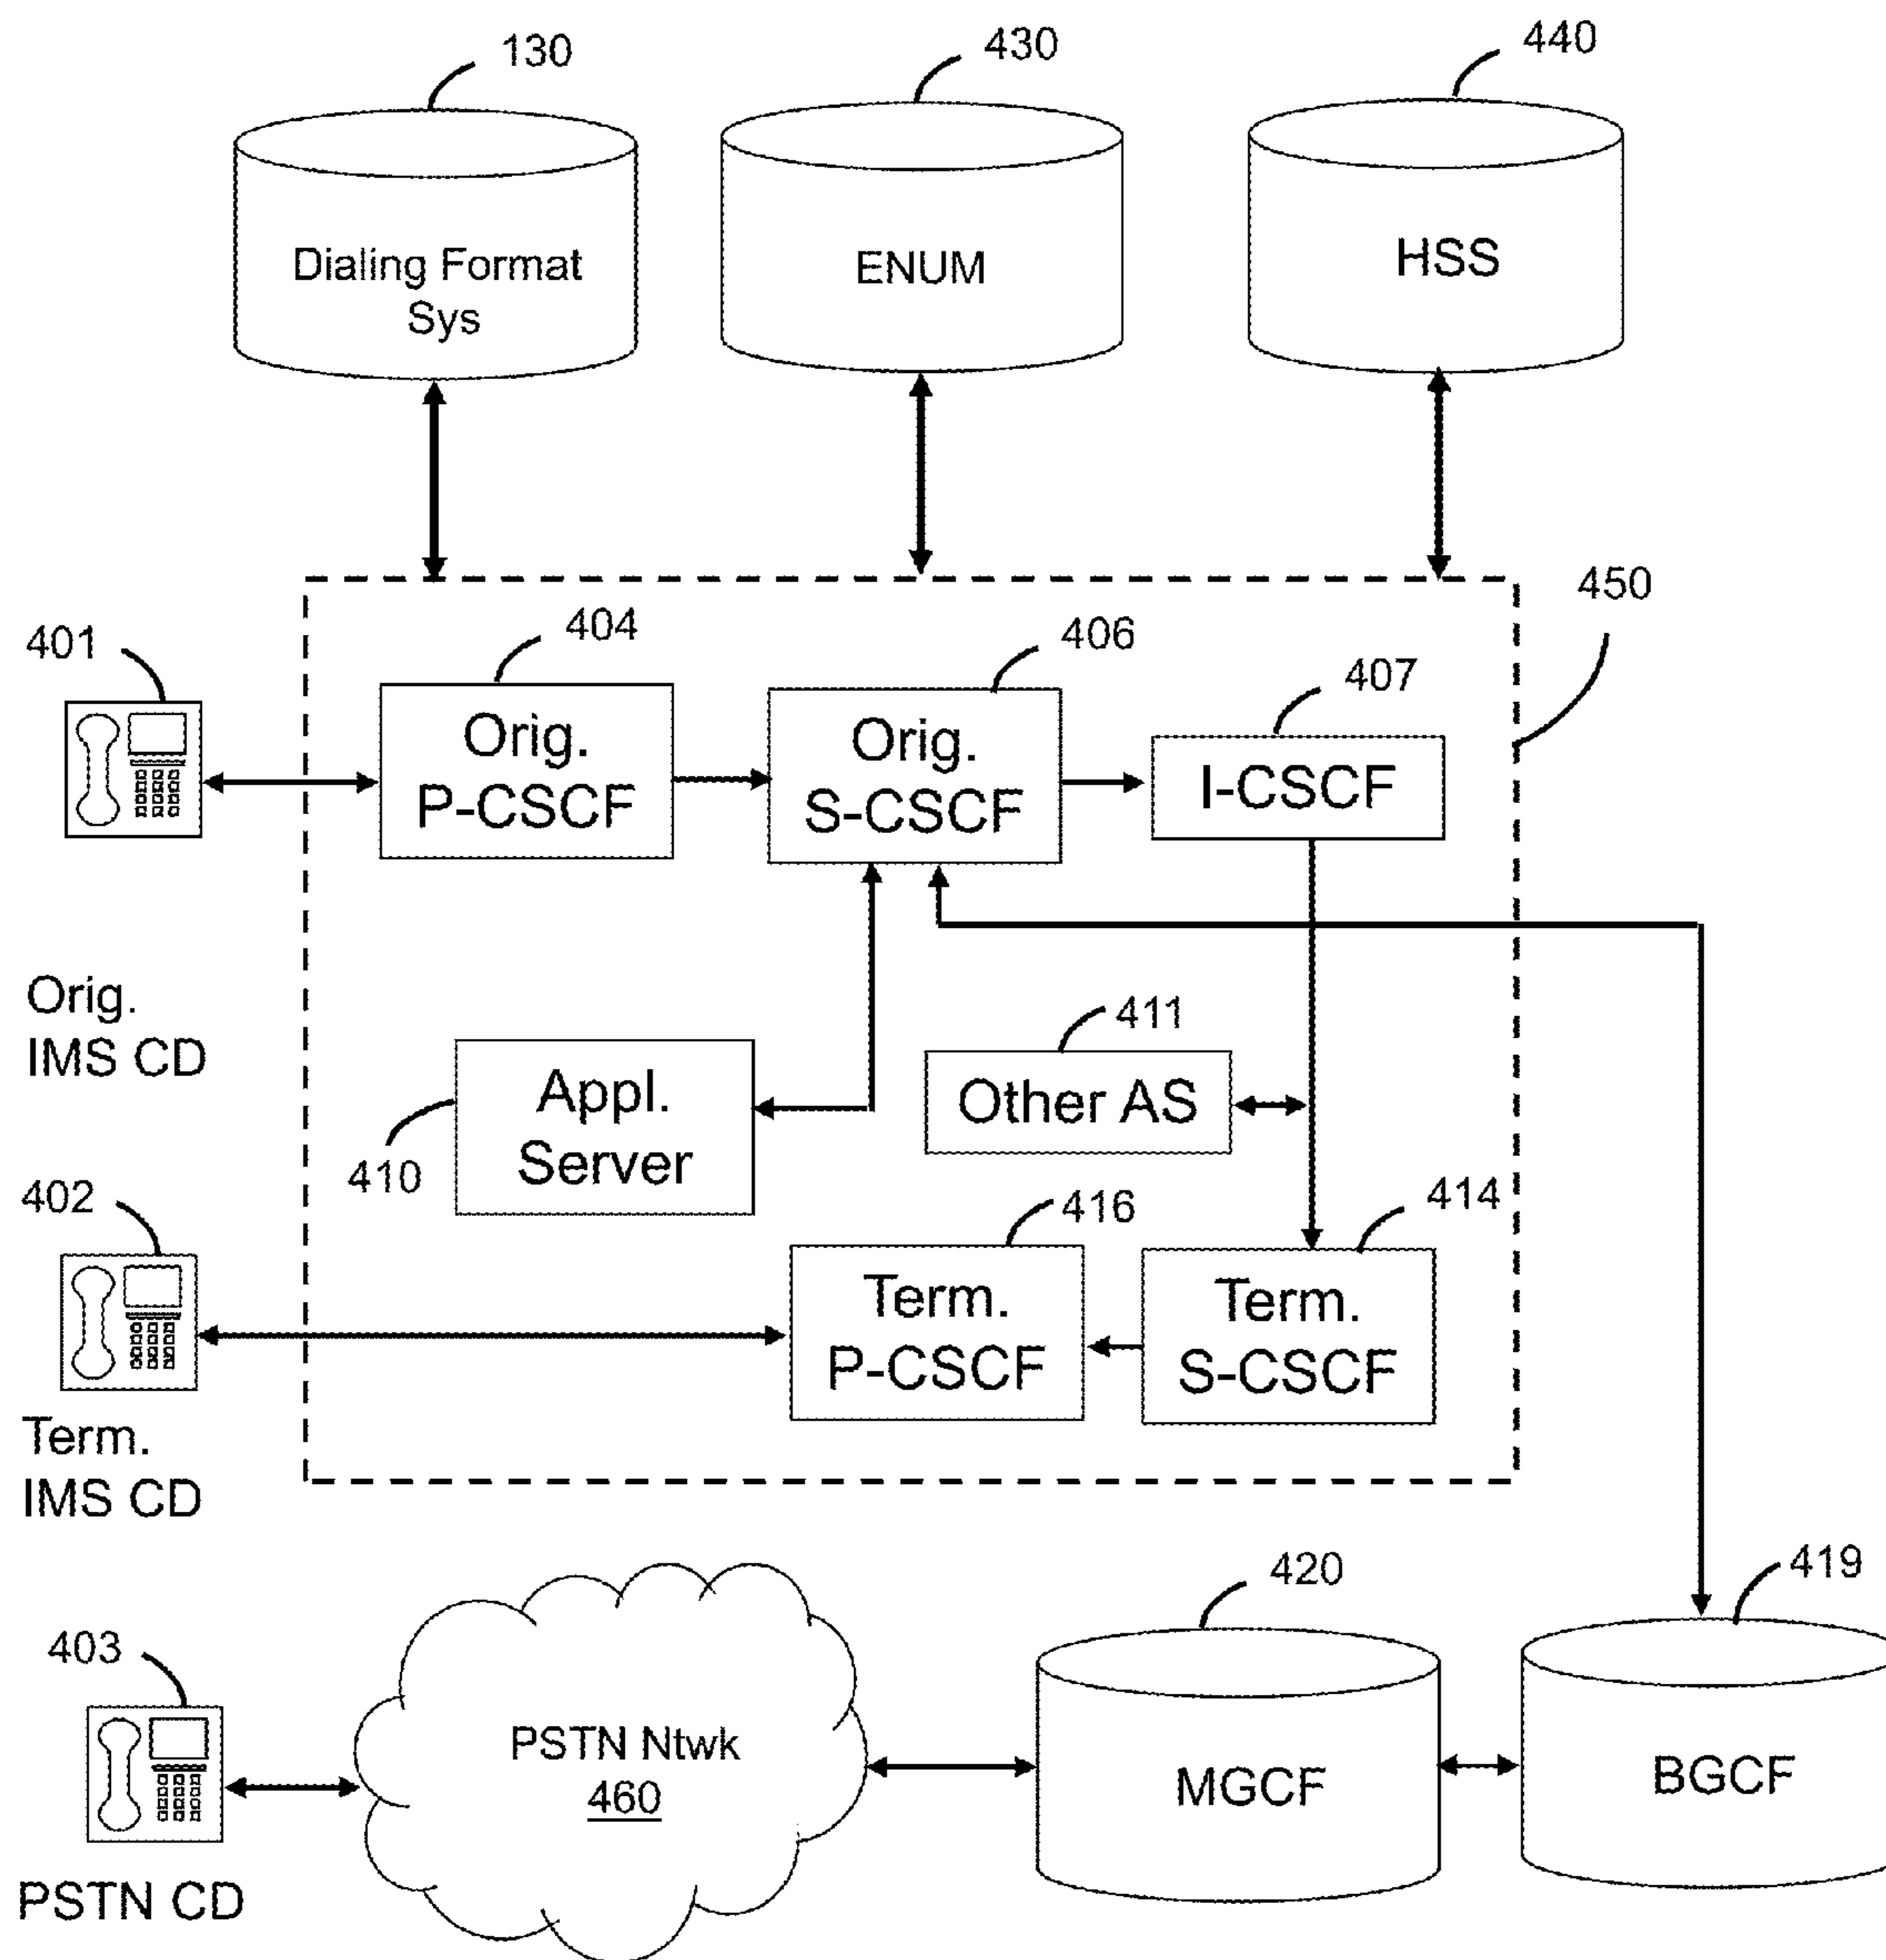 130
430
440
Dialing Format
Sys
ENUM
HSS
450
401
404
406
407
Orig.
P-CSCF
Orig.
S-CSCF
I-CSCF
Orig.
IMS CD
411
Other AS
Appl.
Server
410
402
416
414
Term.
P-CSCF
Term.
S-CSCF
Term.
IMS CD
420
419
403
PSTN Ntwk
460
MGCF
BGCF
PSTN CD